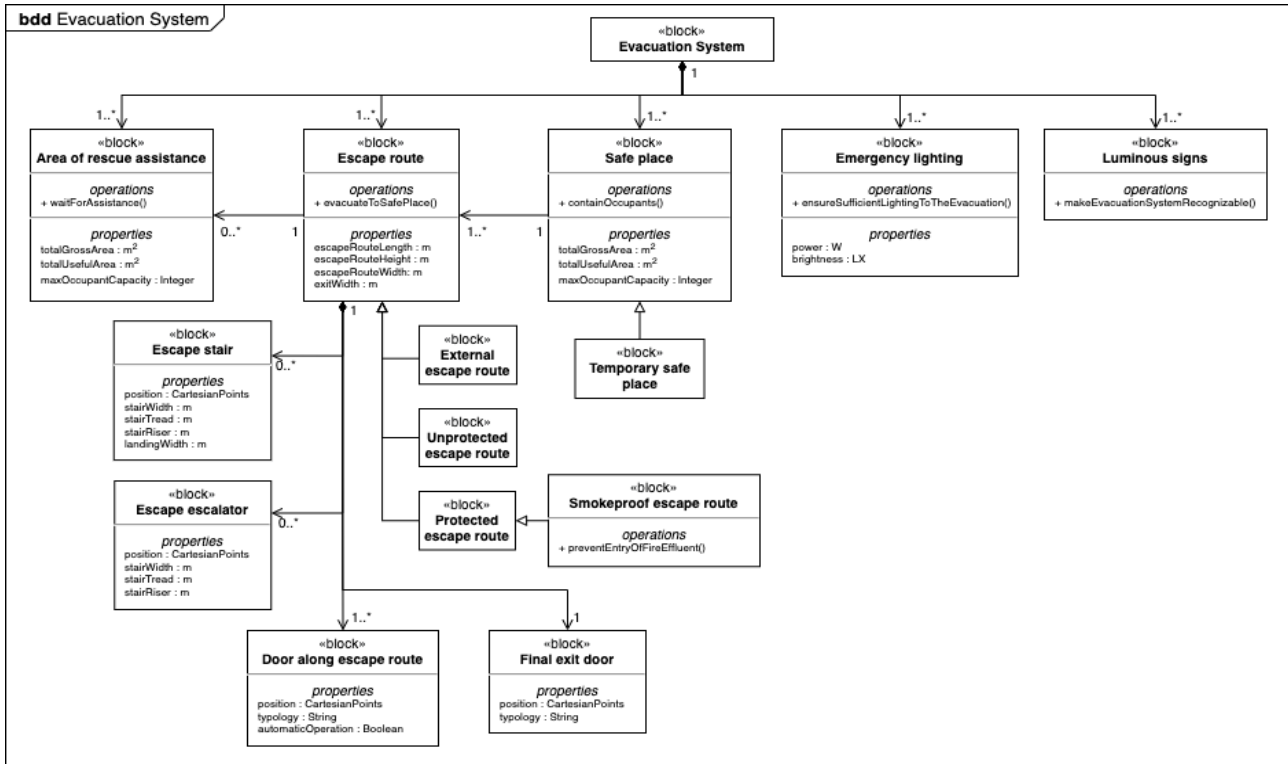 bdd Evacuation System
«block»
Evacuation System
1
1..*
1..*
1..*
1..*
1..*
«block»
Area of rescue assistance
operations
+ waitForAssistance()
properties
totalGrossArea : m²
totalUsefulArea : m²
maxOccupantCapacity : Integer
0..*
1
«block»
Escape route
operations
+ evacuateToSafePlace()
properties
escapeRouteLength : m
escapeRouteHeight : m
escapeRouteWidth: m
exitWidth : m
1..*
1
«block»
Safe place
operations
+ containOccupants()
properties
totalGrossArea : m²
totalUsefulArea : m²
maxOccupantCapacity : Integer
«block»
Emergency lighting
operations
+ ensureSufficientLightingToTheEvacuation()
properties
power : W
brightness : LX
«block»
Luminous signs
operations
+ makeEvacuationSystemRecognizable()
1
«block»
Escape stair
properties
position : CartesianPoints
stairWidth : m
stairTread : m
stairRiser : m
landingWidth : m
0..*
«block»
External
escape route
«block»
Temporary safe
place
«block»
Unprotected
escape route
«block»
Escape escalator
properties
position : CartesianPoints
stairWidth : m
stairTread : m
stairRiser : m
0..*
«block»
Protected
escape route
«block»
Smokeproof escape route
operations
+ preventEntryOfFireEffluent()
1..*
1
«block»
Door along escape route
properties
position : CartesianPoints
typology : String
automaticOperation : Boolean
«block»
Final exit door
properties
position : CartesianPoints
typology : String